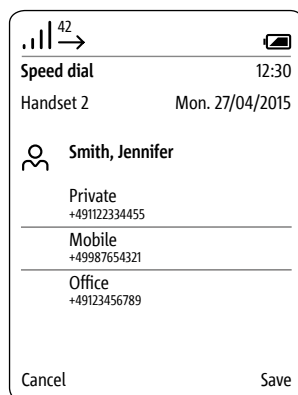 42
Speed dial 12:30
Handset 2 Mon. 27/04/2015
Smith, Jennifer
Private
+491122334455
Mobile
+49987654321
Office
+49123456789
Cancel Save